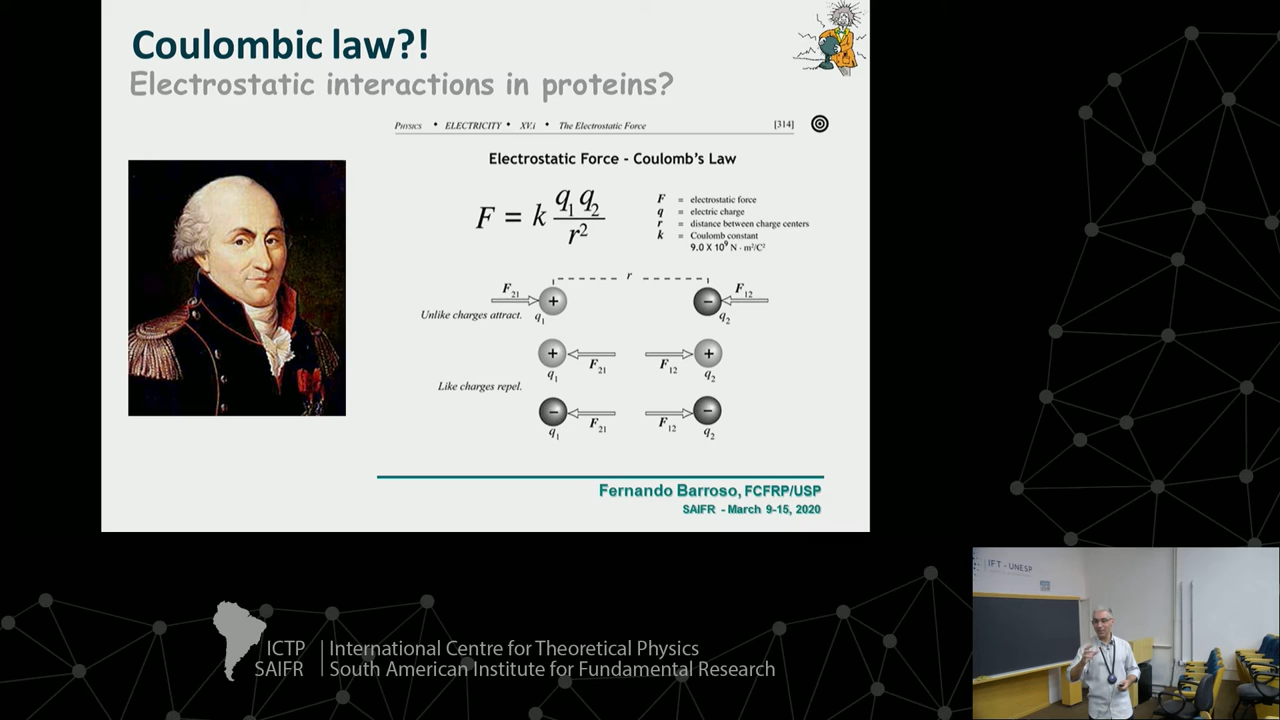 Coulombic law?!
Electrostatic interactions in proteins?
PHYSICS • ELECTRICITY • XV.i • The Electrostatic Force [314]
Electrostatic Force - Coulomb's Law
F = k q1 q2 / r²
F = electrostatic force
q = electric charge
r = distance between charge centers
k = Coulomb constant
9.0 X 10⁹ N · m²/C²
r
F21 + − F12
Unlike charges attract. q1 q2
+ F21 F12 +
q1 q2
Like charges repel.
− F21 F12 −
q1 q2
Fernando Barroso, FCFRP/USP
SAIFR - March 9-15, 2020
IFT - UNESP
ICTP | International Centre for Theoretical Physics
SAIFR | South American Institute for Fundamental Research